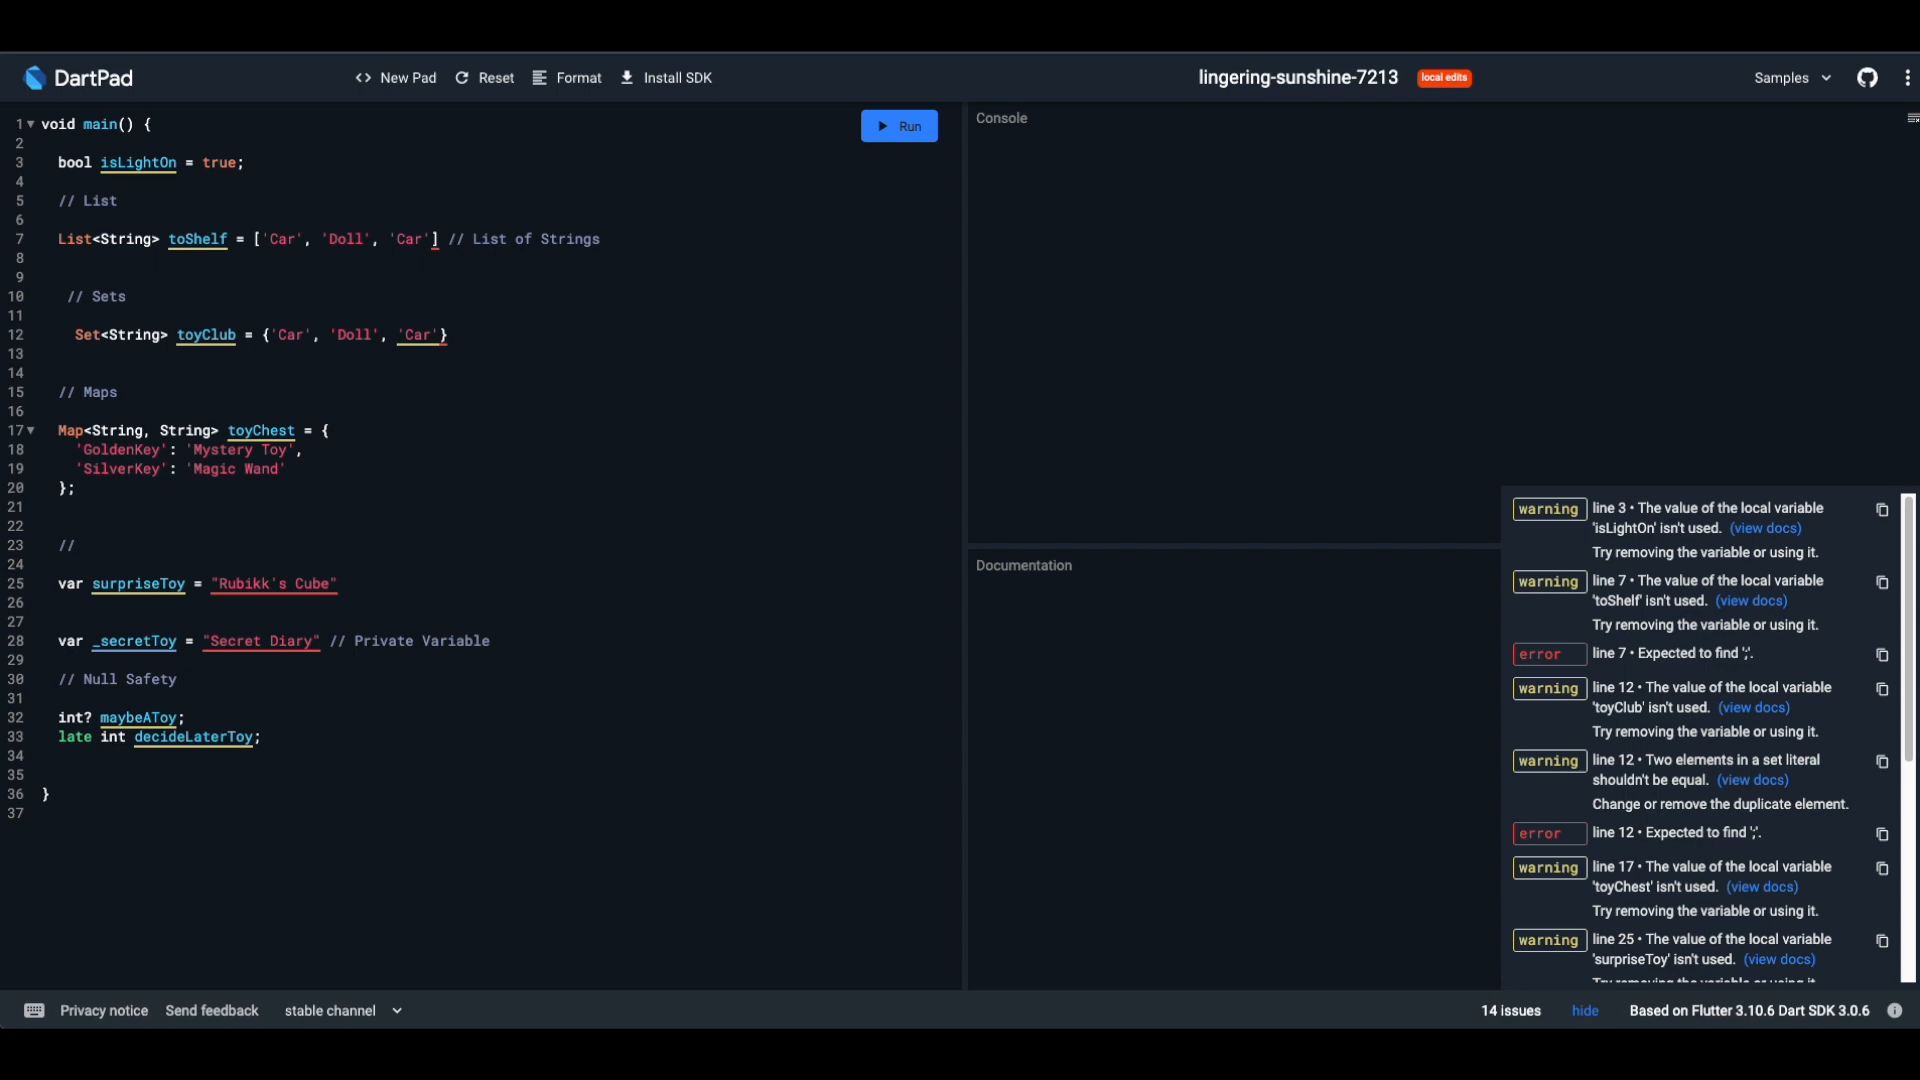 DartPad
<> New Pad Reset Format Install SDK
lingering-sunshine-7213 local edits
Samples
1 void main() {
2
3 bool isLightOn = true;
4
5 // List
6
7 List<String> toShelf = ['Car', 'Doll', 'Car'] // List of Strings
8
9
10 // Sets
11
12 Set<String> toyClub = {'Car', 'Doll', 'Car'}
13
14
15 // Maps
16
17 Map<String, String> toyChest = {
18 'GoldenKey': 'Mystery Toy',
19 'SilverKey': 'Magic Wand'
20 };
21
22
23 //
24
25 var surpriseToy = "Rubikk's Cube"
26
27
28 var _secretToy = "Secret Diary" // Private Variable
29
30 // Null Safety
31
32 int? maybeAToy;
33 late int decideLaterToy;
34
35
36 }
37
Run
Console
Documentation
warning line 3 • The value of the local variable
'isLightOn' isn't used. (view docs)
Try removing the variable or using it.
warning line 7 • The value of the local variable
'toShelf' isn't used. (view docs)
Try removing the variable or using it.
error line 7 • Expected to find ';'.
warning line 12 • The value of the local variable
'toyClub' isn't used. (view docs)
Try removing the variable or using it.
warning line 12 • Two elements in a set literal
shouldn't be equal. (view docs)
Change or remove the duplicate element.
error line 12 • Expected to find ';'.
warning line 17 • The value of the local variable
'toyChest' isn't used. (view docs)
Try removing the variable or using it.
warning line 25 • The value of the local variable
'surpriseToy' isn't used. (view docs)
Privacy notice Send feedback stable channel
14 issues hide Based on Flutter 3.10.6 Dart SDK 3.0.6